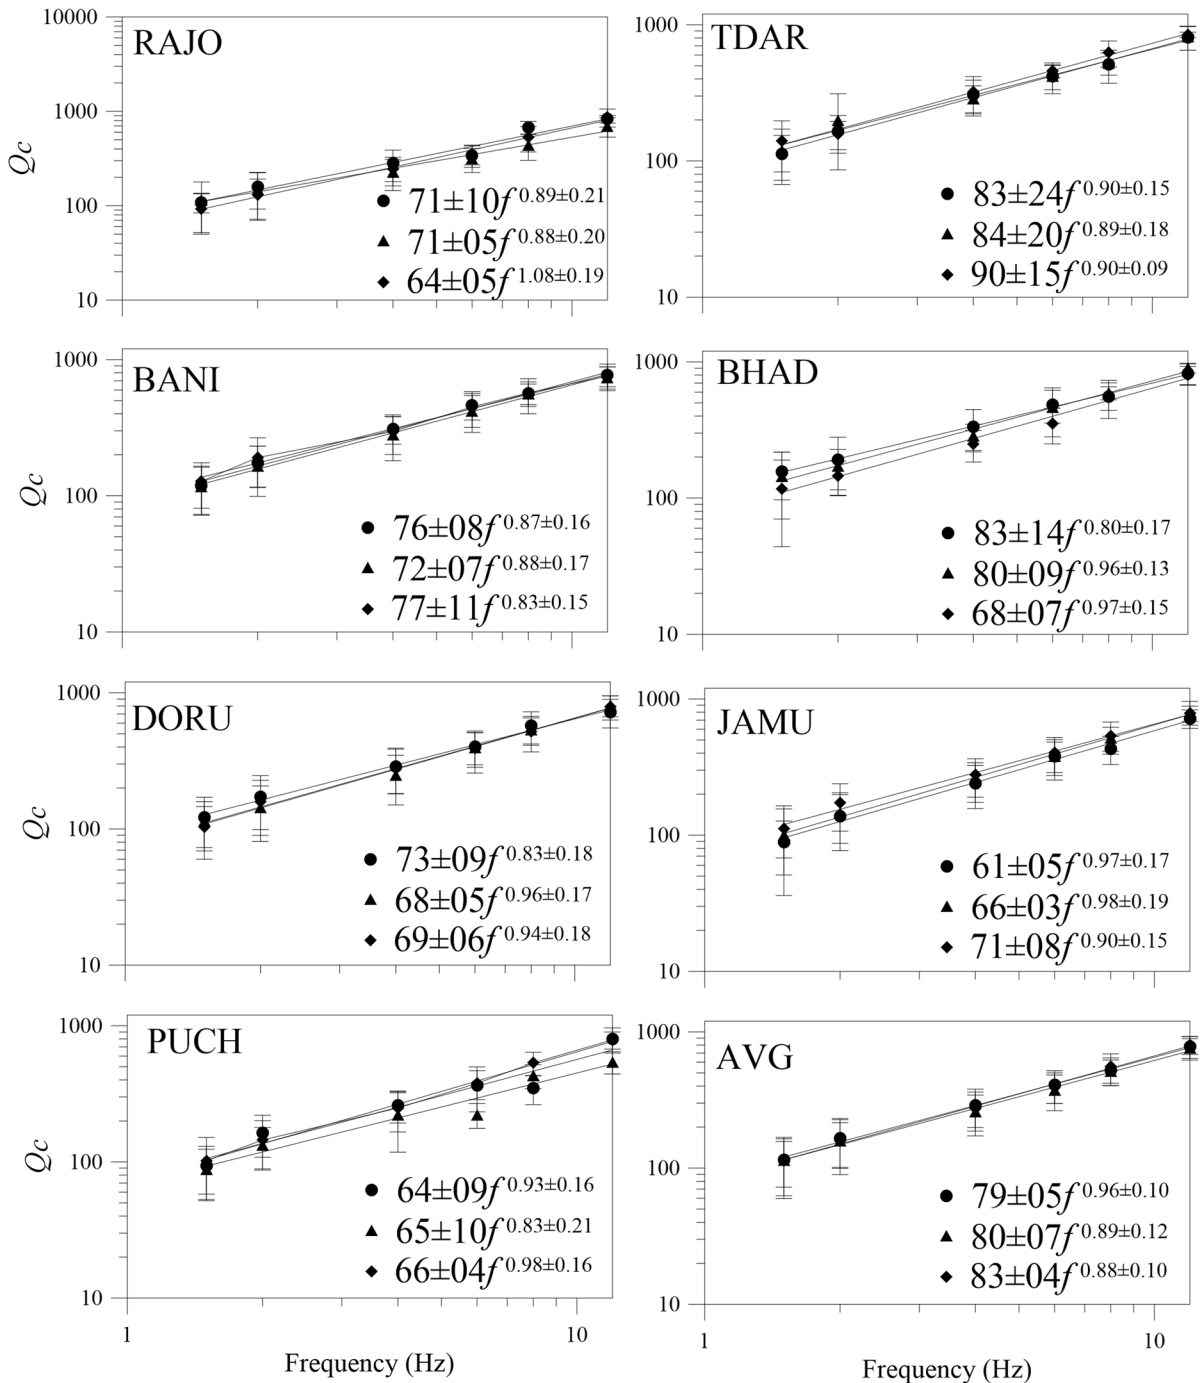 10000
RAJO
1000
Qc
100
10
71±10f^0.89±0.21
71±05f^0.88±0.20
64±05f^1.08±0.19
1000
TDAR
100
10
83±24f^0.90±0.15
84±20f^0.89±0.18
90±15f^0.90±0.09
1000
BANI
Qc
100
10
76±08f^0.87±0.16
72±07f^0.88±0.17
77±11f^0.83±0.15
1000
BHAD
100
10
83±14f^0.80±0.17
80±09f^0.96±0.13
68±07f^0.97±0.15
1000
DORU
Qc
100
10
73±09f^0.83±0.18
68±05f^0.96±0.17
69±06f^0.94±0.18
1000
JAMU
100
10
61±05f^0.97±0.17
66±03f^0.98±0.19
71±08f^0.90±0.15
1000
PUCH
Qc
100
10
64±09f^0.93±0.16
65±10f^0.83±0.21
66±04f^0.98±0.16
1 10
Frequency (Hz)
1000
AVG
100
10
79±05f^0.96±0.10
80±07f^0.89±0.12
83±04f^0.88±0.10
1 10
Frequency (Hz)